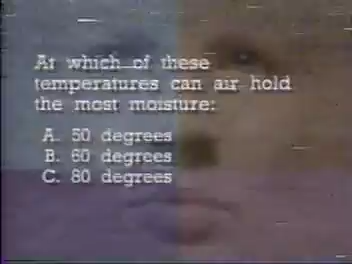 At which of these
temperatures can air hold
the most moisture:
A. 50 degrees
B. 60 degrees
C. 80 degrees